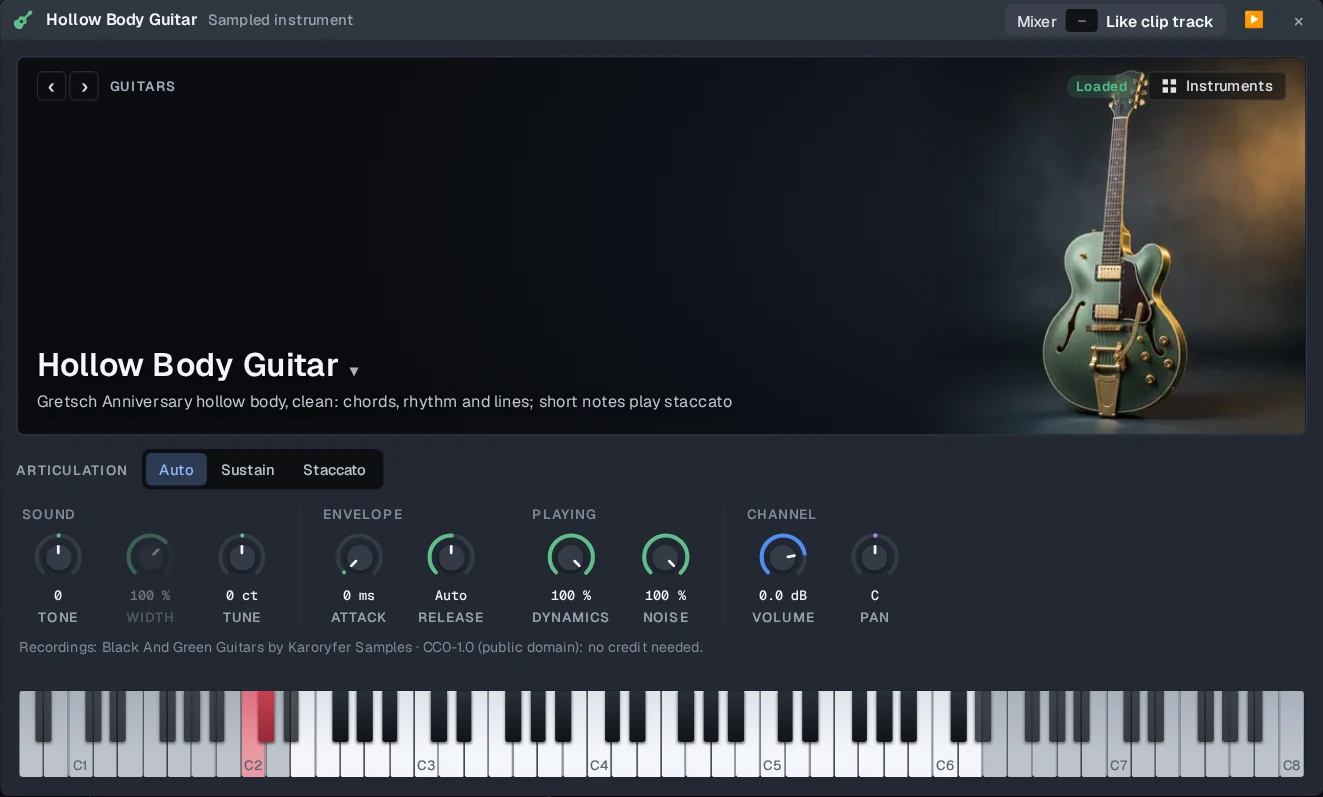 Hollow Body Guitar Sampled instrument Mixer – Like clip track ×
‹ › GUITARS Loaded Instruments
Hollow Body Guitar ▼
Gretsch Anniversary hollow body, clean: chords, rhythm and lines; short notes play staccato
ARTICULATION Auto Sustain Staccato
SOUND ENVELOPE PLAYING CHANNEL
0 100 % 0 ct 0 ms Auto 100 % 100 % 0.0 dB C
TONE WIDTH TUNE ATTACK RELEASE DYNAMICS NOISE VOLUME PAN
Recordings: Black And Green Guitars by Karoryfer Samples · CC0-1.0 (public domain): no credit needed.
C1 C2 C3 C4 C5 C6 C7 C8